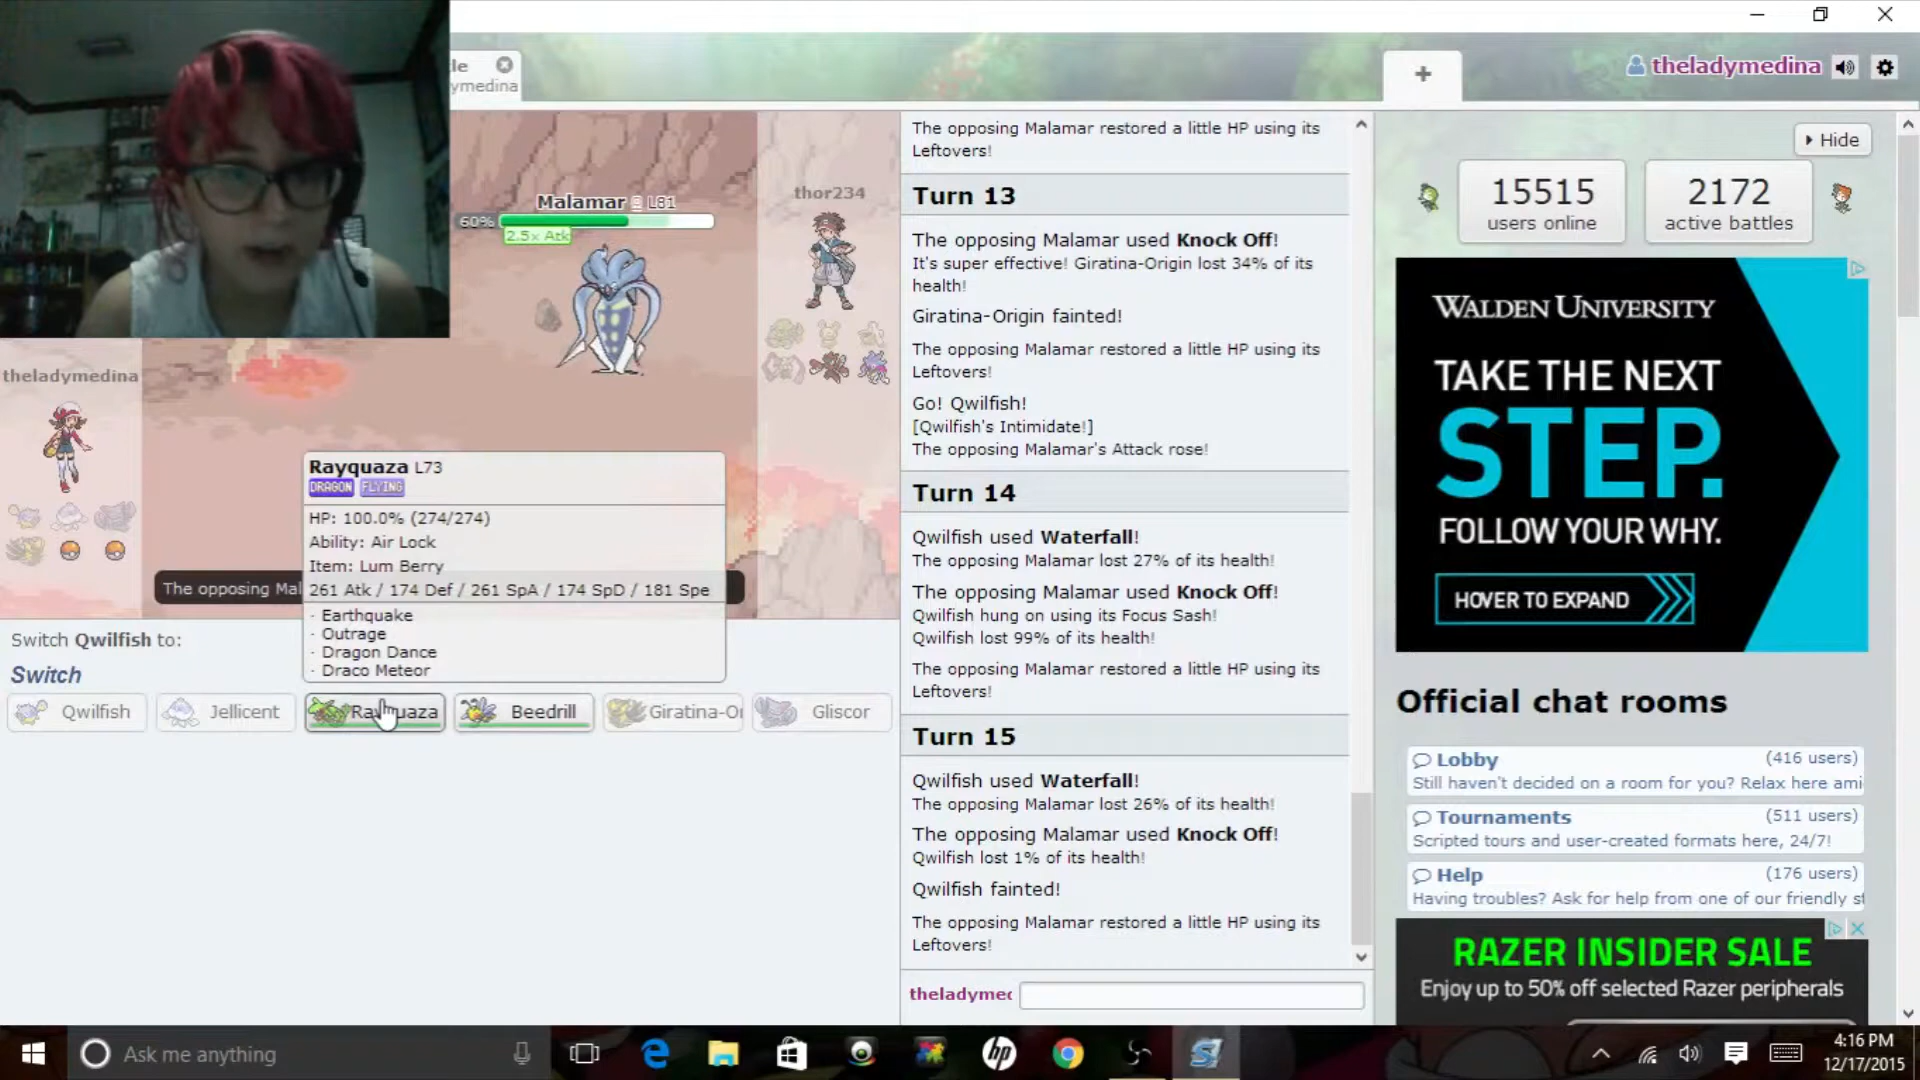 le
ymedina
theladymedina
Hide
15515
users online
2172
active battles
Malamar L81
60%
2.5x Atk
thor234
theladymedina
Rayquaza L73
DRAGON FLYING
HP: 100.0% (274/274)
Ability: Air Lock
Item: Lum Berry
261 Atk / 174 Def / 261 SpA / 174 SpD / 181 Spe
· Earthquake
· Outrage
· Dragon Dance
· Draco Meteor
The opposing Mal
Switch Qwilfish to:
Switch
Qwilfish
Jellicent
Rayquaza
Beedrill
Giratina-Or
Gliscor
The opposing Malamar restored a little HP using its
Leftovers!
Turn 13
The opposing Malamar used Knock Off!
It's super effective! Giratina-Origin lost 34% of its
health!
Giratina-Origin fainted!
The opposing Malamar restored a little HP using its
Leftovers!
Go! Qwilfish!
[Qwilfish's Intimidate!]
The opposing Malamar's Attack rose!
Turn 14
Qwilfish used Waterfall!
The opposing Malamar lost 27% of its health!
The opposing Malamar used Knock Off!
Qwilfish hung on using its Focus Sash!
Qwilfish lost 99% of its health!
The opposing Malamar restored a little HP using its
Leftovers!
Turn 15
Qwilfish used Waterfall!
The opposing Malamar lost 26% of its health!
The opposing Malamar used Knock Off!
Qwilfish lost 1% of its health!
Qwilfish fainted!
The opposing Malamar restored a little HP using its
Leftovers!
theladymed
WALDEN UNIVERSITY
TAKE THE NEXT
STEP.
FOLLOW YOUR WHY.
HOVER TO EXPAND
Official chat rooms
Lobby (416 users)
Still haven't decided on a room for you? Relax here ami
Tournaments (511 users)
Scripted tours and user-created formats here, 24/7!
Help (176 users)
Having troubles? Ask for help from one of our friendly st
RAZER INSIDER SALE
Enjoy up to 50% off selected Razer peripherals
Ask me anything
hp
4:16 PM
12/17/2015